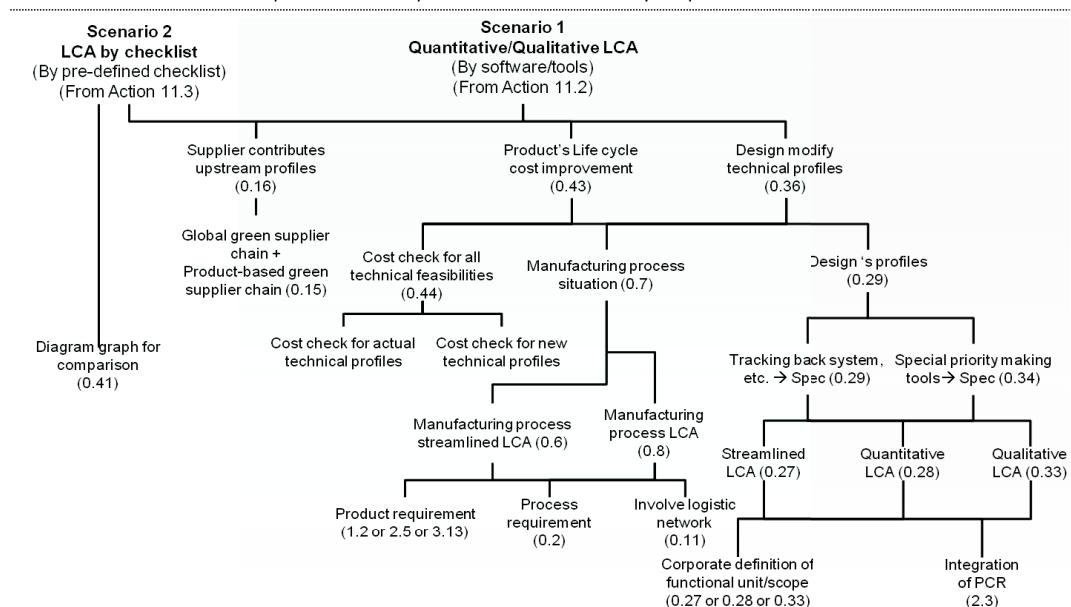 Scenario 2
LCA by checklist
(By pre-defined checklist)
(From Action 11.3)
Scenario 1
Quantitative/Qualitative LCA
(By software/tools)
(From Action 11.2)
Supplier contributes
upstream profiles
(0.16)
Product's Life cycle
cost improvement
(0.43)
Design modify
technical profiles
(0.36)
Global green supplier
chain +
Product-based green
supplier chain (0.15)
Cost check for all
technical feasibilities
(0.44)
Manufacturing process
situation (0.7)
Design 's profiles
(0.29)
Diagram graph for
comparison
(0.41)
Cost check for actual
technical profiles
Cost check for new
technical profiles
Tracking back system,
etc. → Spec (0.29)
Special priority making
tools→ Spec (0.34)
Manufacturing process
streamlined LCA (0.6)
Manufacturing
process LCA
(0.8)
Streamlined
LCA (0.27)
Quantitative
LCA (0.28)
Qualitative
LCA (0.33)
Product requirement
(1.2 or 2.5 or 3.13)
Process
requirement
(0.2)
Involve logistic
network
(0.11)
Corporate definition of
functional unit/scope
(0.27 or 0.28 or 0.33)
Integration
of PCR
(2.3)